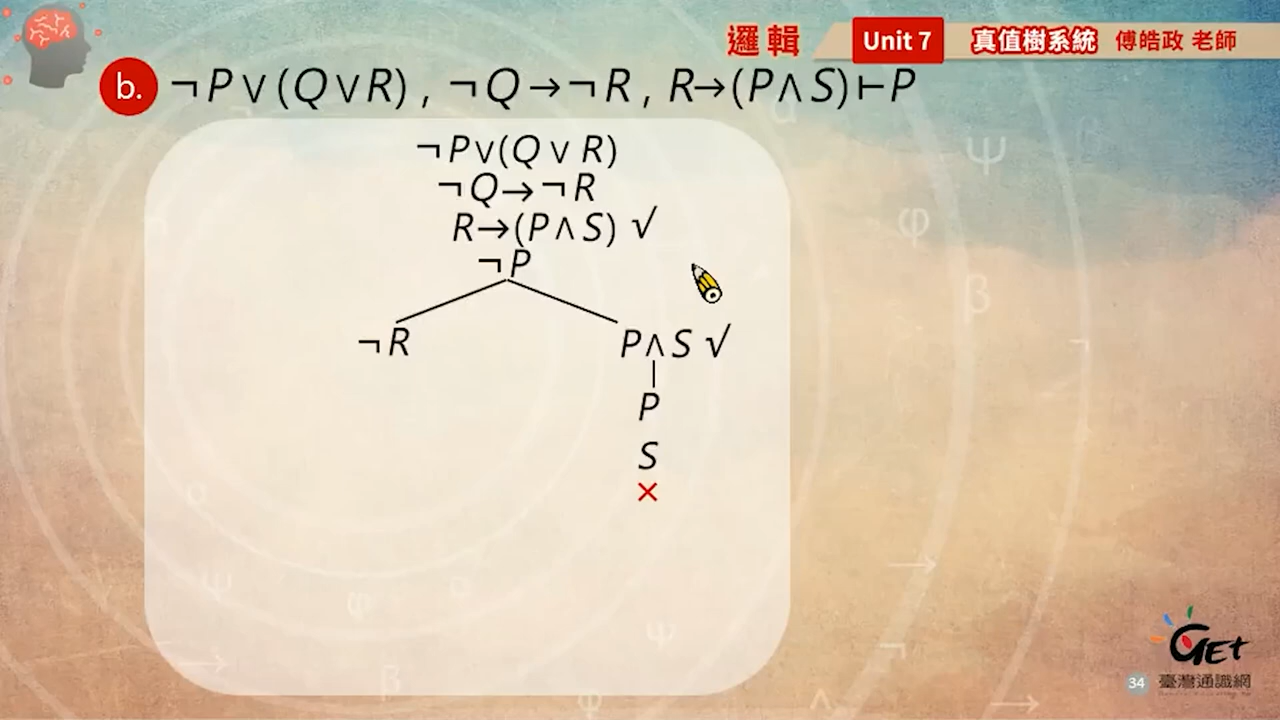 邏輯 Unit 7 真值樹系統 傅皓政 老師
b. ¬P∨(Q∨R) , ¬Q→¬R , R→(P∧S)⊢P
¬P∨(Q∨R)
¬Q→¬R
R→(P∧S) √
¬P
¬R P∧S √
P
S
×
GET
34 臺灣通識網